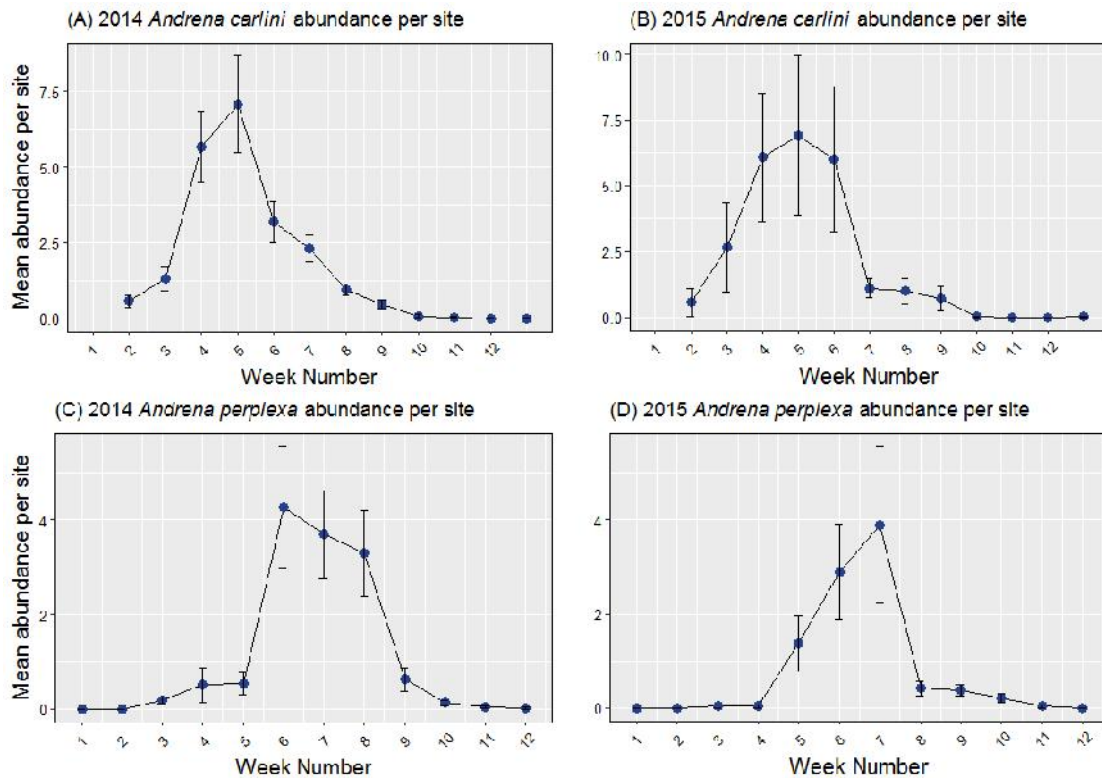 (A) 2014 Andrena carlini abundance per site
(B) 2015 Andrena carlini abundance per site
Mean abundance per site
7.5
5.0
2.5
0.0
1 2 3 4 5 6 7 8 9 10 11 12
Week Number
10.0
7.5
5.0
2.5
0.0
1 2 3 4 5 6 7 8 9 10 11 12
Week Number
(C) 2014 Andrena perplexa abundance per site
(D) 2015 Andrena perplexa abundance per site
Mean abundance per site
4
2
0
1 2 3 4 5 6 7 8 9 10 11 12
Week Number
4
2
0
1 2 3 4 5 6 7 8 9 10 11 12
Week Number